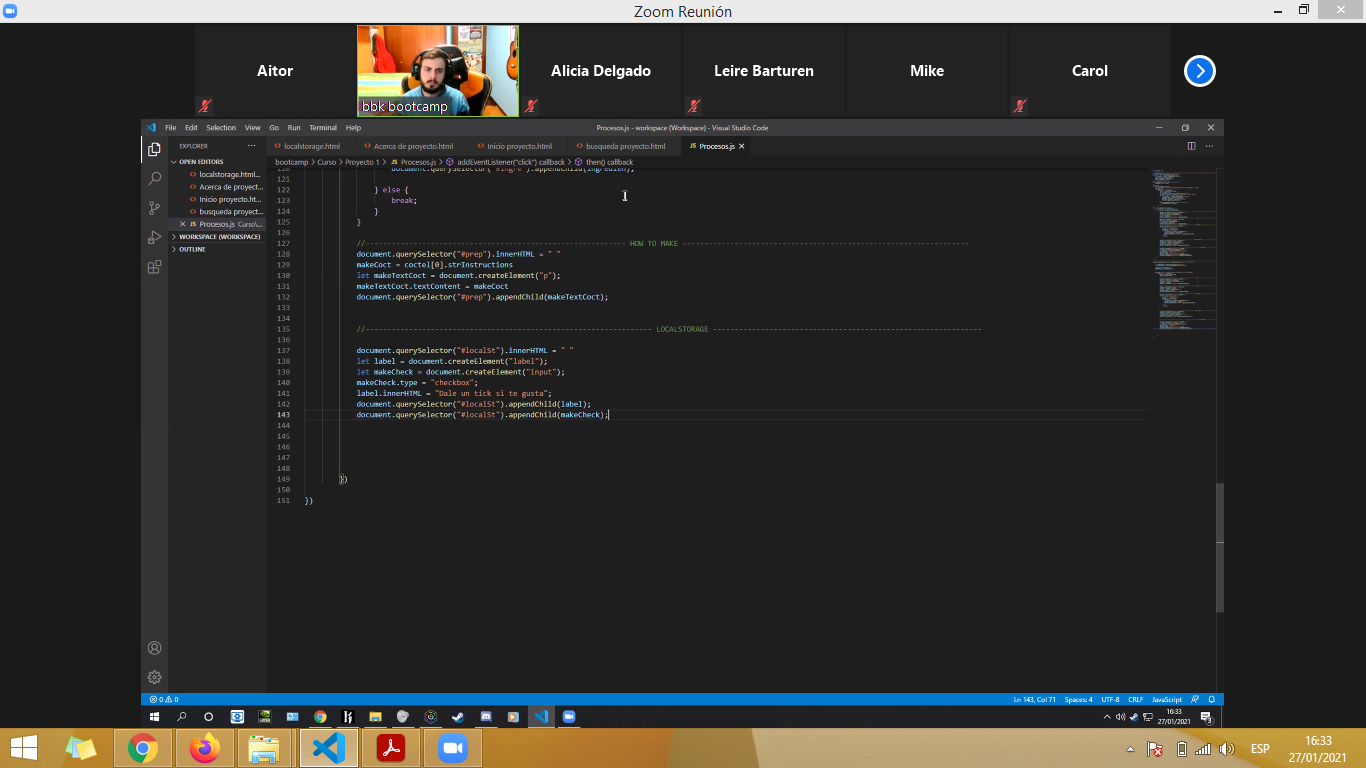 Zoom Reunión
Aitor
bbk bootcamp
Alicia Delgado
Leire Barturen
Mike
Carol
File Edit Selection View Go Run Terminal Help
Procesos.js - workspace (Workspace) - Visual Studio Code
EXPLORER
localstorage.html
Acerca de proyecto.html
Inicio proyecto.html
busqueda proyecto.html
JS Procesos.js
OPEN EDITORS
localstorage.html...
Acerca de proyect...
Inicio proyecto.ht...
busqueda proyect...
JS Procesos.js Curso\...
WORKSPACE (WORKSPACE)
OUTLINE
bootcamp > Curso > Proyecto 1 > JS Procesos.js > addEventListener("click") callback > then() callback
120 document.querySelector("#ingre").appendChild(ingredien);
121
122 } else {
123 break;
124 }
125 }
126
127 //------------------------------------------------------------ HOW TO MAKE ------------------------------------------------------------------
128 document.querySelector("#prep").innerHTML = " "
129 makeCoct = coctel[0].strInstructions
130 let makeTextCoct = document.createElement("p");
131 makeTextCoct.textContent = makeCoct
132 document.querySelector("#prep").appendChild(makeTextCoct);
133
134
135 //------------------------------------------------------------------ LOCALSTORAGE --------------------------------------------------------------
136
137 document.querySelector("#localSt").innerHTML = " "
138 let label = document.createElement("label");
139 let makeCheck = document.createElement("input");
140 makeCheck.type = "checkbox";
141 label.innerHTML = "Dale un tick si te gusta";
142 document.querySelector("#localSt").appendChild(label);
143 document.querySelector("#localSt").appendChild(makeCheck);
144
145
146
147
148
149 })
150
151 })
0 0
Ln 143, Col 71 Spaces: 4 UTF-8 CRLF JavaScript
16:33
27/01/2021
3
ESP
16:33
27/01/2021